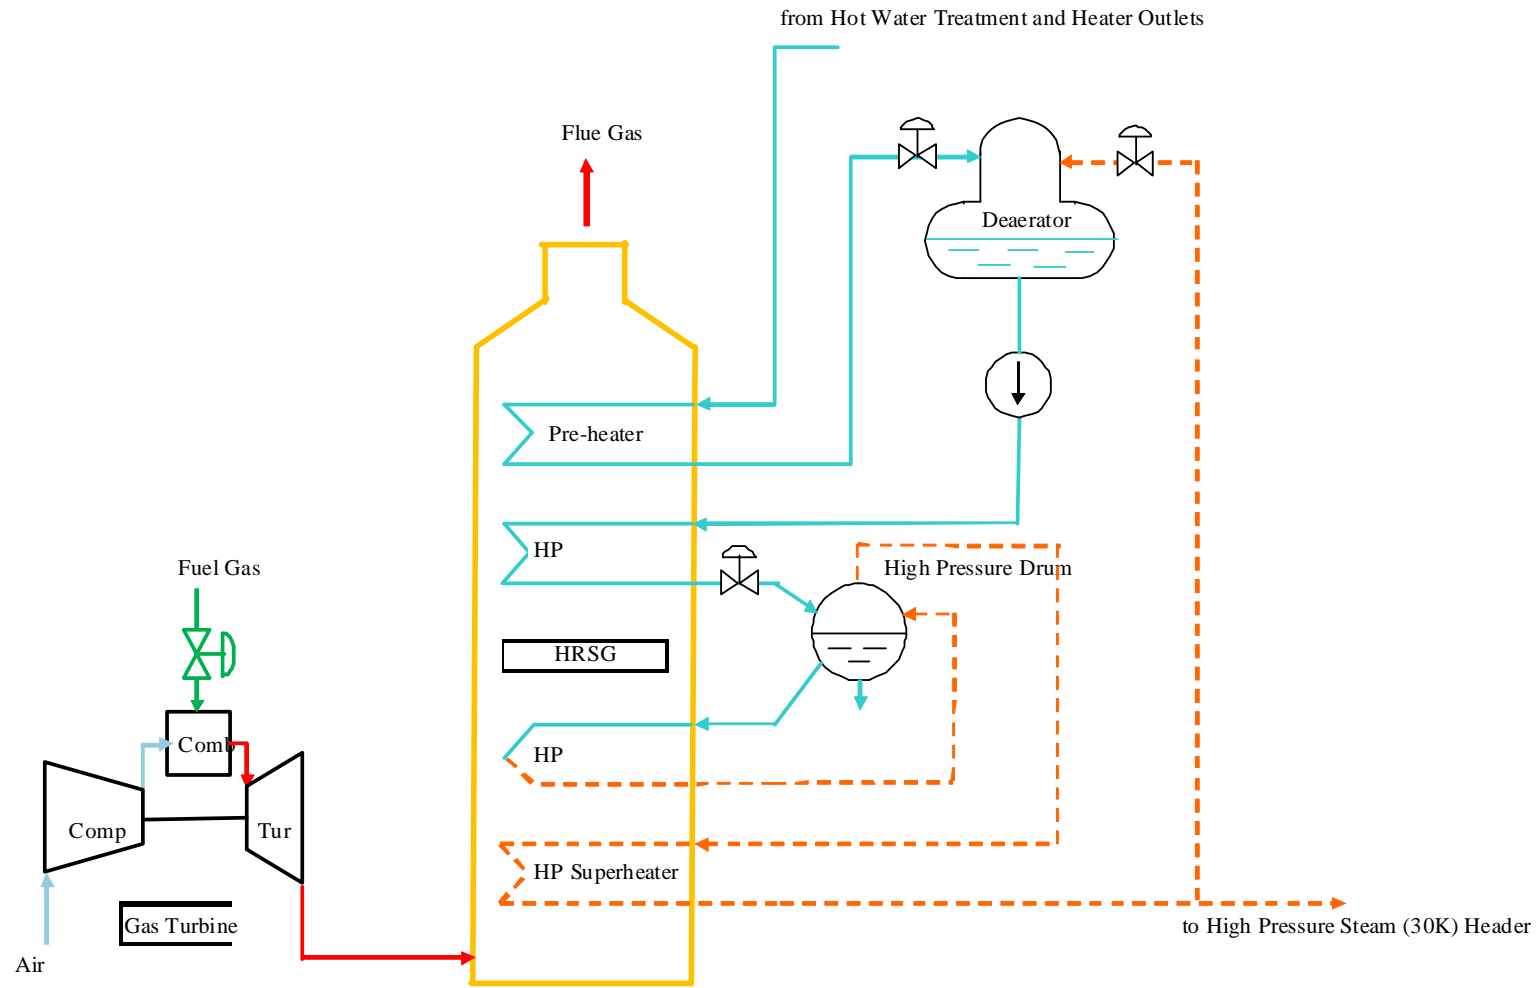 from Hot Water Treatment and Heater Outlets
Flue Gas
Deaerator
Pre-heater
HP
High Pressure Drum
Fuel Gas
HRSG
Comb
HP
Comp
Tur
HP Superheater
Gas Turbine
to High Pressure Steam (30K) Header
Air